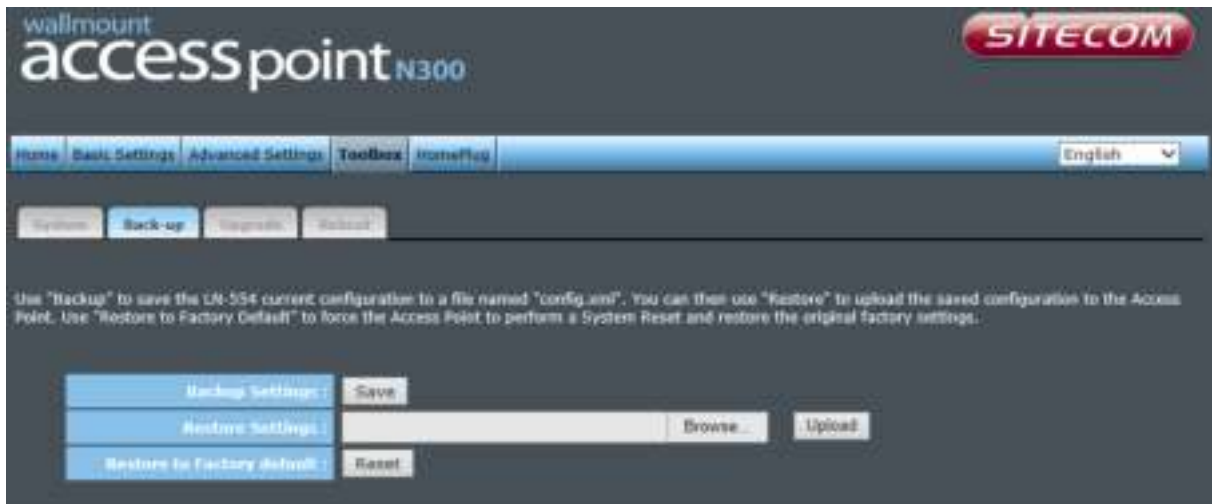 wallmount
access point N300
SITECOM
Home Basic Settings Advanced Settings Toolbox HomePlug
English
System Back-up Upgrade Reboot
Use "Backup" to save the LN-554 current configuration to a file named "config.xml". You can then use "Restore" to upload the saved configuration to the Access
Point. Use "Restore to Factory Default" to force the Access Point to perform a System Reset and restore the original factory settings.
Backup Settings : Save
Restore Settings : Browse... Upload
Restore to Factory default : Reset